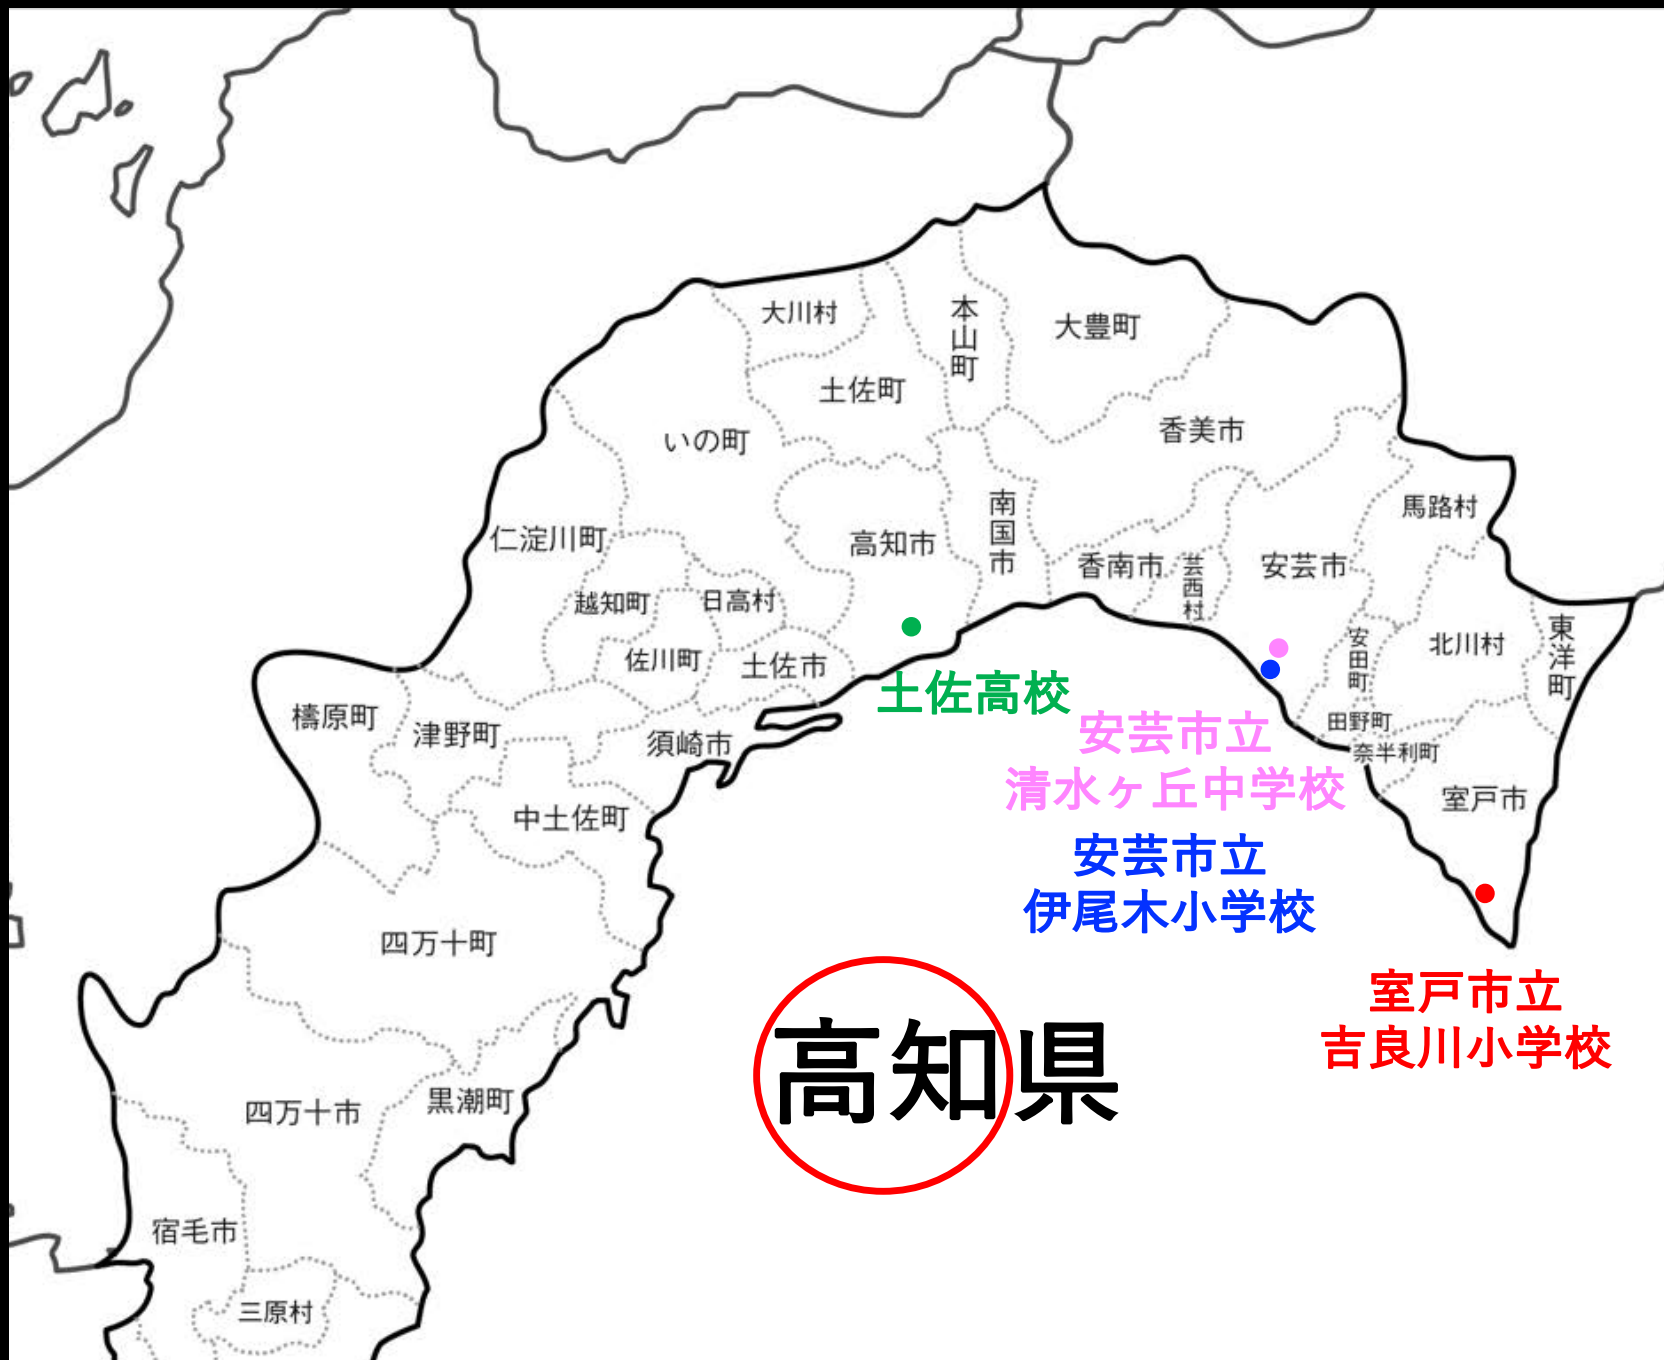 大川村
本山町
大豊町
土佐町
いの町
香美市
仁淀川町
高知市
南国市
馬路村
香南市
芸西村
安芸市
越知町
日高村
佐川町
土佐市
安田町
北川村
東洋町
土佐高校
檮原町
津野町
須崎市
安芸市立
清水ヶ丘中学校
田野町
奈半利町
室戸市
中土佐町
安芸市立
伊尾木小学校
四万十町
室戸市立
吉良川小学校
高知県
黒潮町
四万十市
宿毛市
三原村